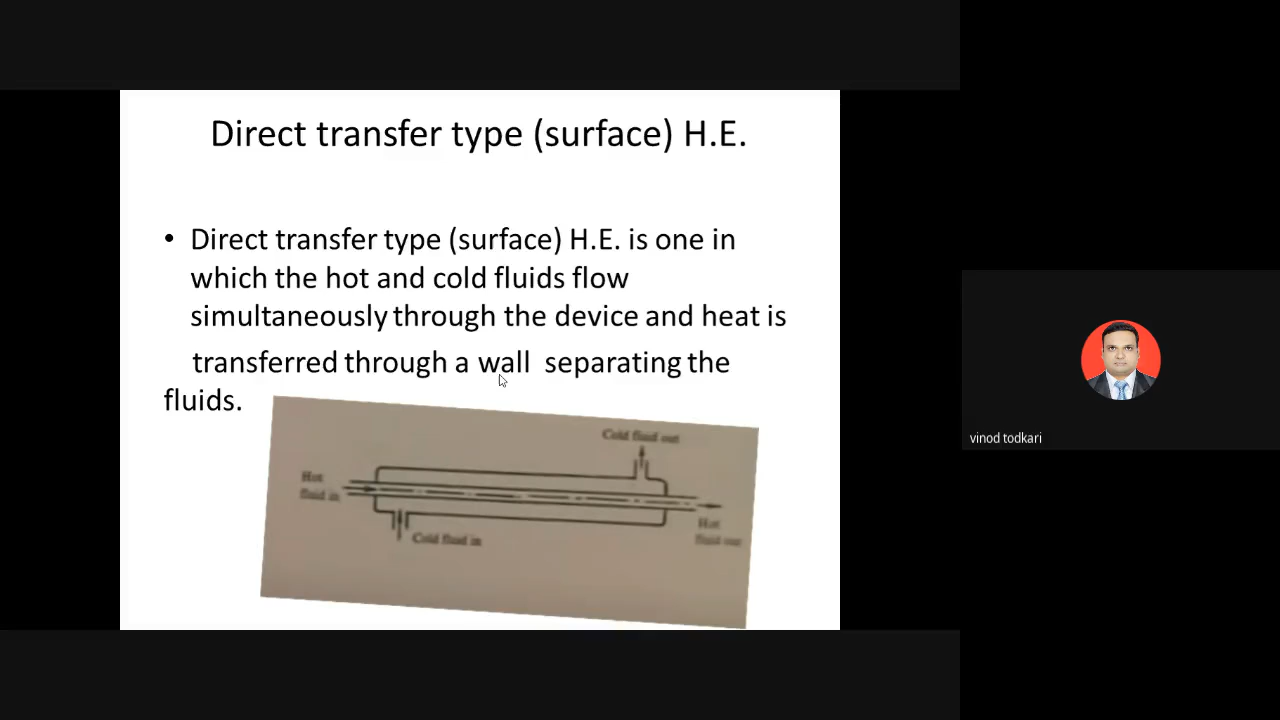 Direct transfer type (surface) H.E.
• Direct transfer type (surface) H.E. is one in
which the hot and cold fluids flow
simultaneously through the device and heat is
transferred through a wall separating the
fluids.
Cold fluid out
Hot
fluid in
Cold fluid in
Hot
fluid out
vinod todkari